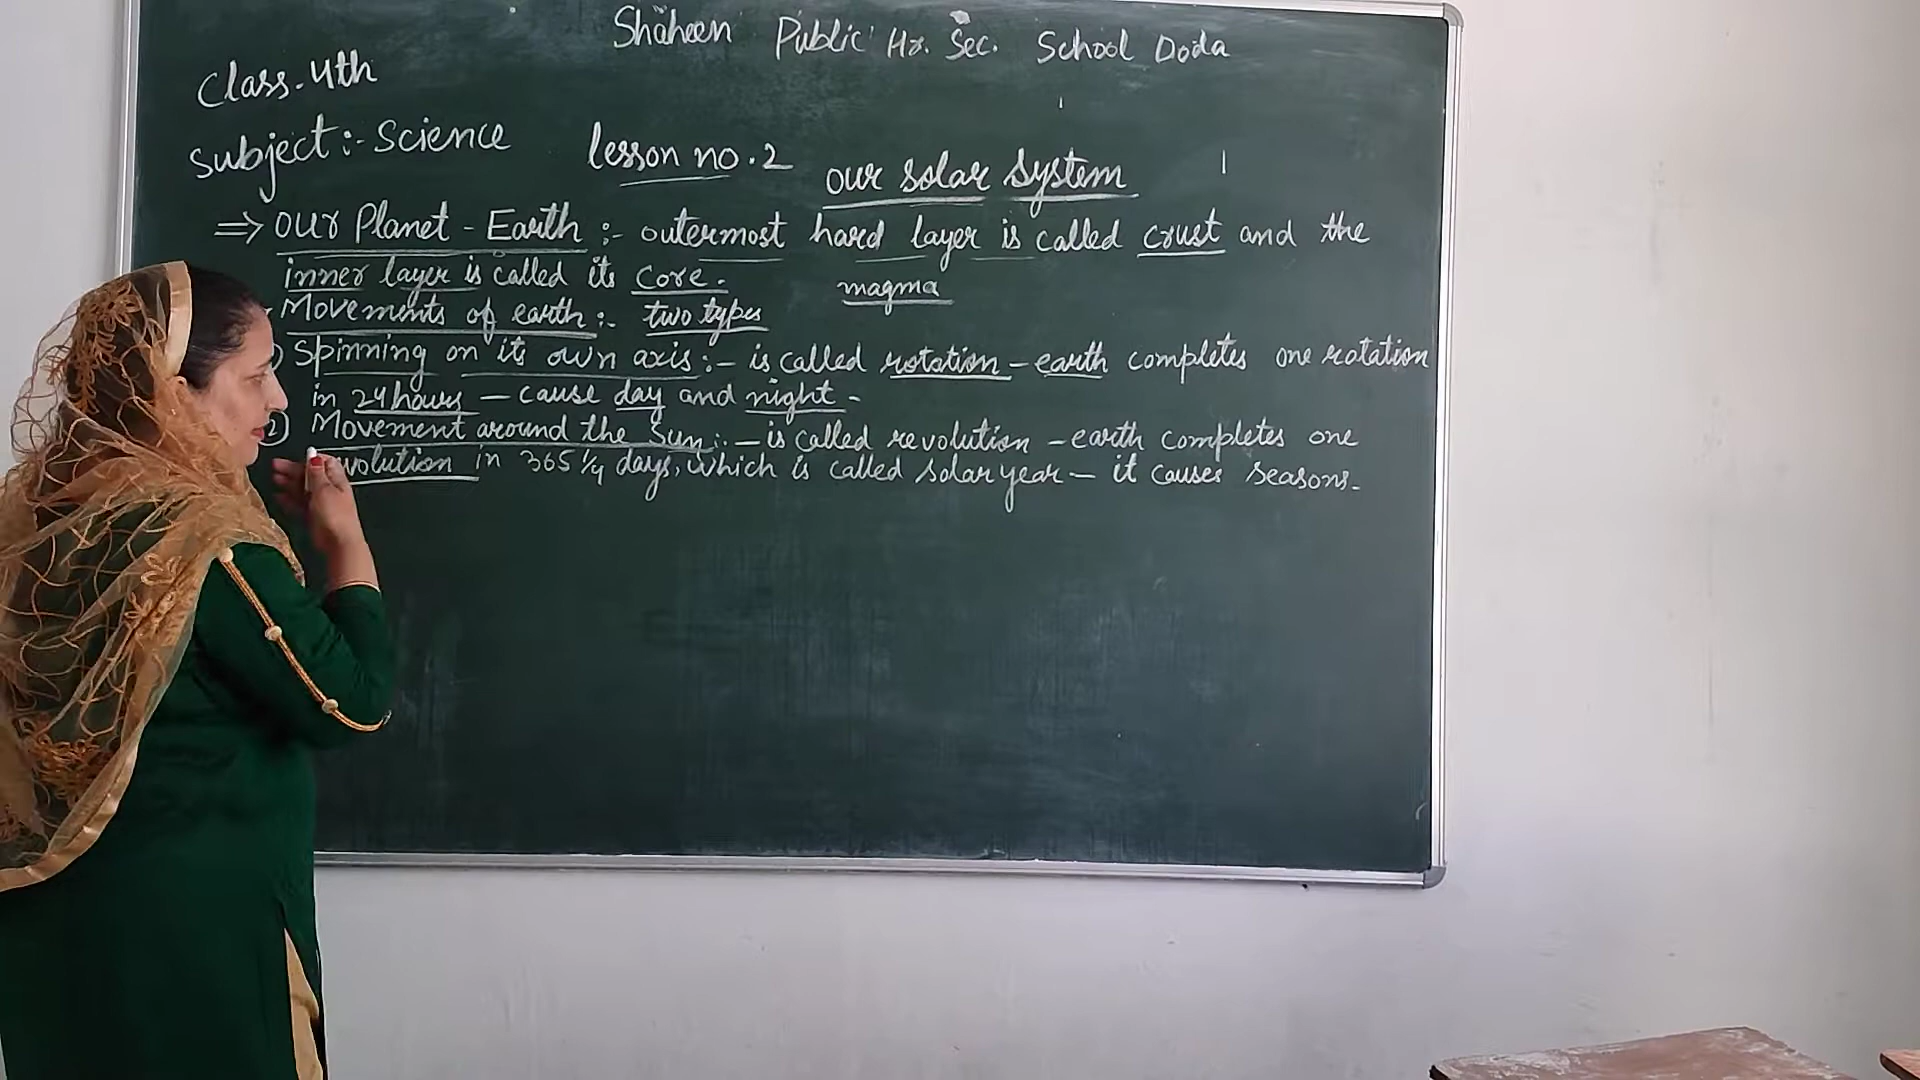 Shaheen Public Hr. Sec. School Doda
Class-4th
Subject:- Science lesson no. 2 our solar system
⇒ our Planet - Earth :- outermost hard layer is called crust and the
inner layer is called its core. magma
Movements of earth :- two types
) Spinning on its own axis :- is called rotation - earth completes one rotation
in 24 hours - cause day and night -
2) Movement around the Sun :- is called revolution - earth completes one
volution in 365 1/4 days, which is called solar year - it causes seasons.